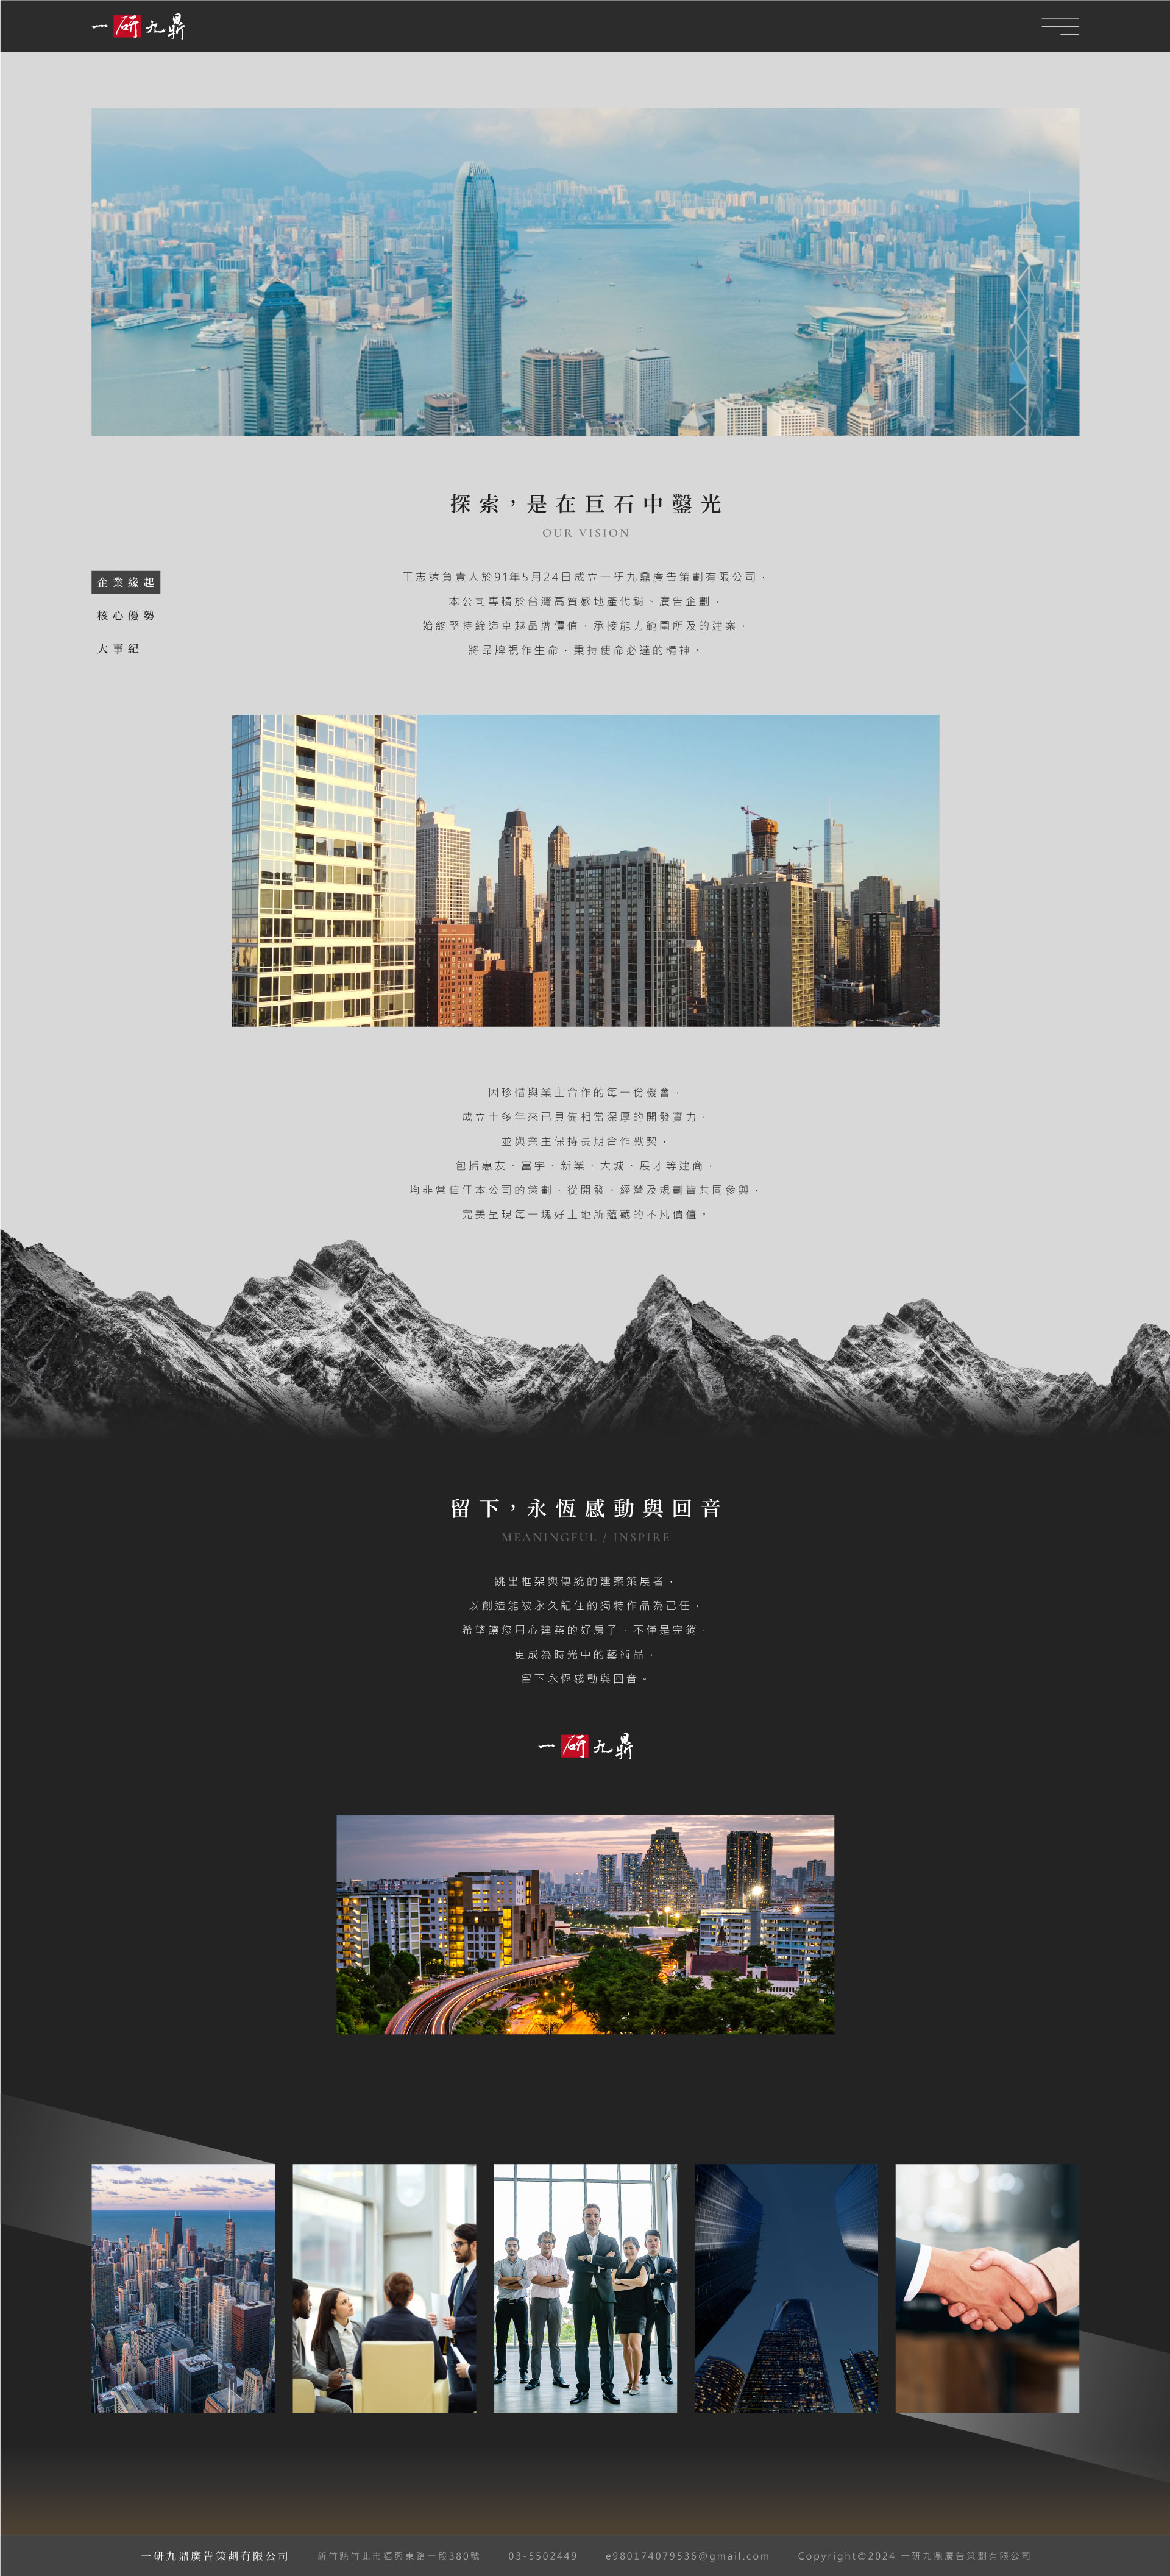 一研九鼎
探索，是在巨石中鑿光
OUR VISION
企業緣起
核心優勢
大事紀
王志遠負責人於91年5月24日成立一研九鼎廣告策劃有限公司，
本公司專精於台灣高質感地產代銷、廣告企劃，
始終堅持締造卓越品牌價值，承接能力範圍所及的建案，
將品牌視作生命，秉持使命必達的精神。
因珍惜與業主合作的每一份機會，
成立十多年來已具備相當深厚的開發實力，
並與業主保持長期合作默契，
包括惠友、富宇、新業、大城、展才等建商，
均非常信任本公司的策劃，從開發、經營及規劃皆共同參與，
完美呈現每一塊好土地所蘊藏的不凡價值。
留下，永恆感動與回音
MEANINGFUL / INSPIRE
跳出框架與傳統的建案策展者，
以創造能被永久記住的獨特作品為己任，
希望讓您用心建築的好房子，不僅是完銷，
更成為時光中的藝術品，
留下永恆感動與回音。
一研九鼎
一研九鼎廣告策劃有限公司 新竹縣竹北市福興東路一段380號 03-5502449 e980174079536@gmail.com Copyright©2024 一研九鼎廣告策劃有限公司